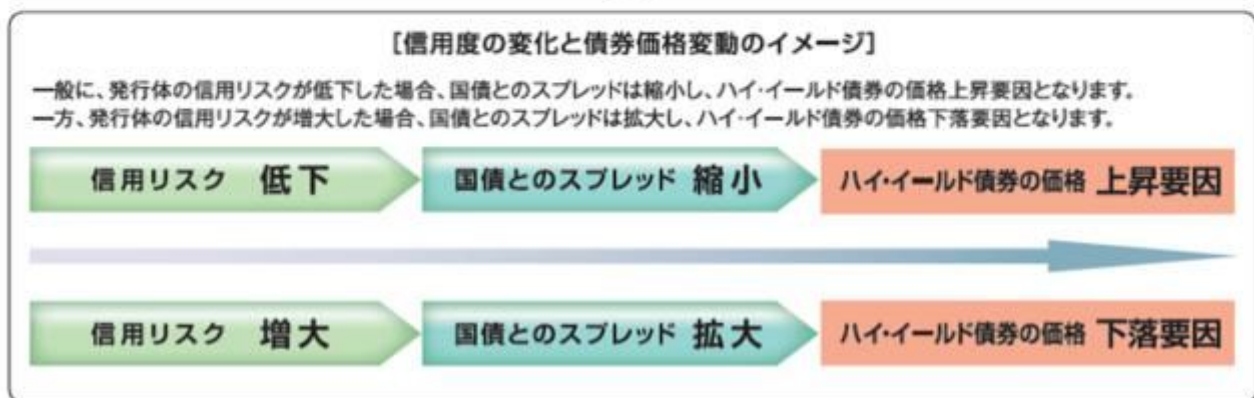 [信用度の変化と債券価格変動のイメージ]
一般に、発行体の信用リスクが低下した場合、国債とのスプレッドは縮小し、ハイ・イールド債券の価格上昇要因となります。
一方、発行体の信用リスクが増大した場合、国債とのスプレッドは拡大し、ハイ・イールド債券の価格下落要因となります。
信用リスク 低下 国債とのスプレッド 縮小 ハイ・イールド債券の価格 上昇要因
信用リスク 増大 国債とのスプレッド 拡大 ハイ・イールド債券の価格 下落要因